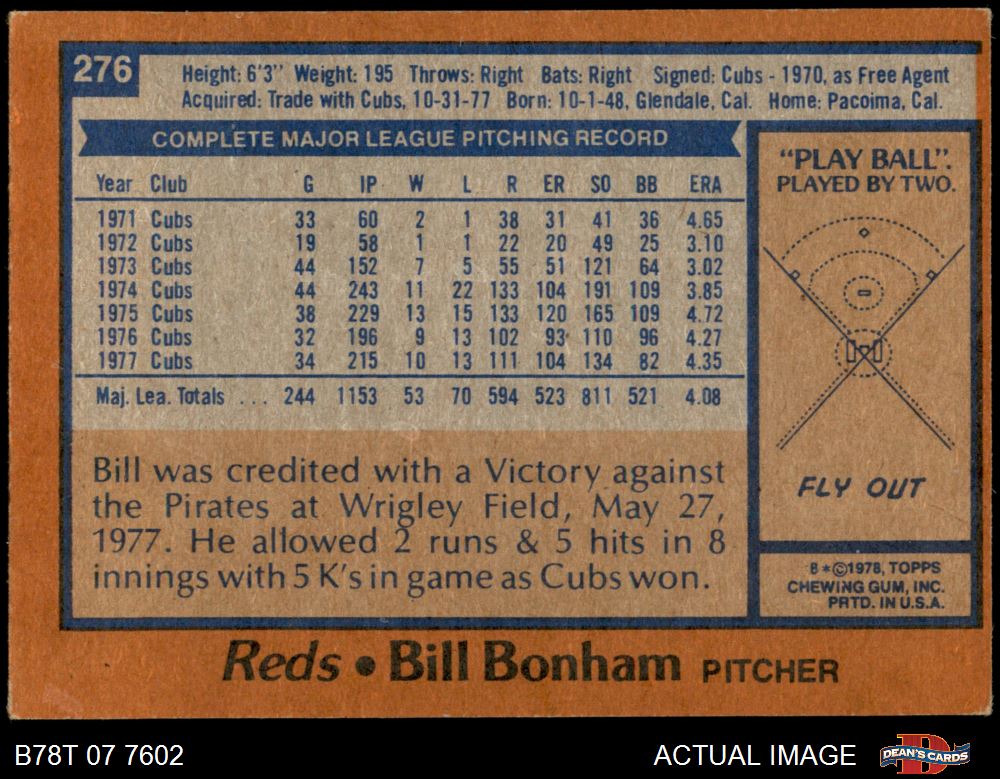 276
Height: 6'3" Weight: 195 Throws: Right Bats: Right Signed: Cubs - 1970, as Free Agent
Acquired: Trade with Cubs, 10-31-77 Born: 10-1-48, Glendale, Cal. Home: Pacoima, Cal.
COMPLETE MAJOR LEAGUE PITCHING RECORD
Year Club G IP W L R ER SO BB ERA
1971 Cubs 33 60 2 1 38 31 41 36 4.65
1972 Cubs 19 58 1 1 22 20 49 25 3.10
1973 Cubs 44 152 7 5 55 51 121 64 3.02
1974 Cubs 44 243 11 22 133 104 191 109 3.85
1975 Cubs 38 229 13 15 133 120 165 109 4.72
1976 Cubs 32 196 9 13 102 93 110 96 4.27
1977 Cubs 34 215 10 13 111 104 134 82 4.35
Maj. Lea. Totals ... 244 1153 53 70 594 523 811 521 4.08
Bill was credited with a Victory against
the Pirates at Wrigley Field, May 27,
1977. He allowed 2 runs & 5 hits in 8
innings with 5 K's in game as Cubs won.
"PLAY BALL".
PLAYED BY TWO.
FLY OUT
B*©1978, TOPPS
CHEWING GUM, INC.
PRTD. IN U.S.A.
Reds • Bill Bonham PITCHER
B78T 07 7602 ACTUAL IMAGE
DEAN'S CARDS